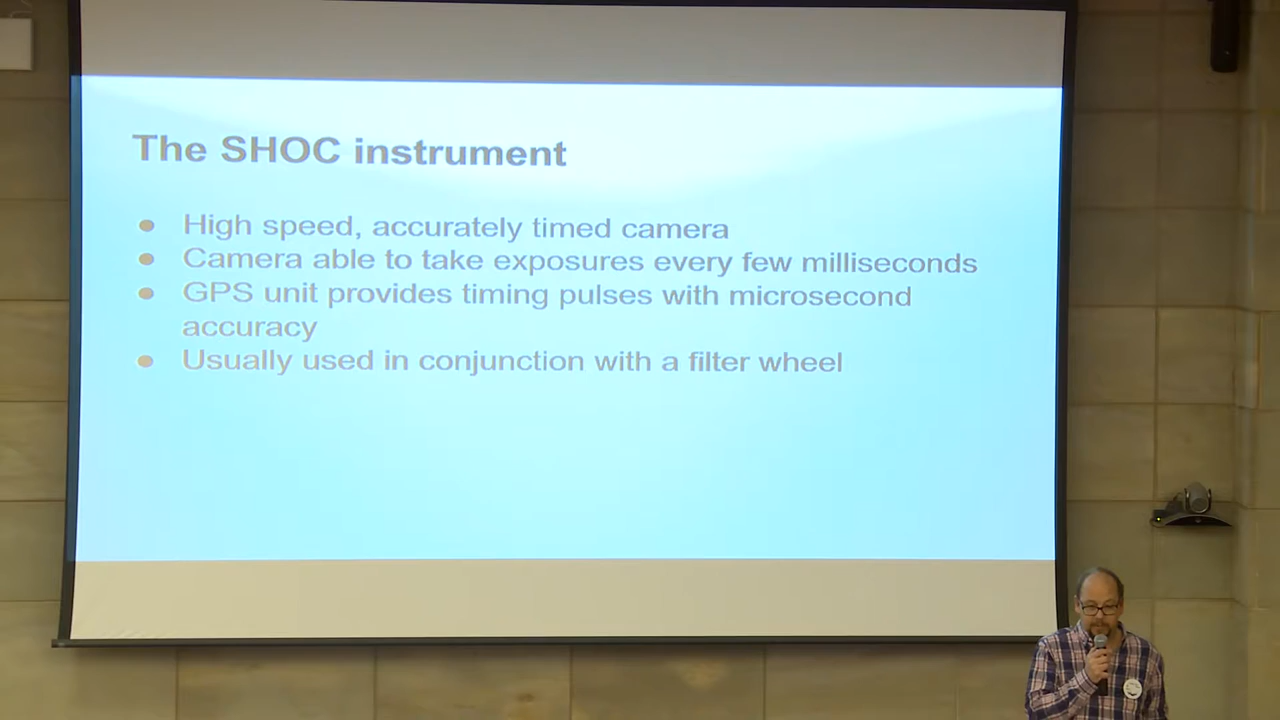 The SHOC instrument
● High speed, accurately timed camera
● Camera able to take exposures every few milliseconds
● GPS unit provides timing pulses with microsecond
accuracy
● Usually used in conjunction with a filter wheel